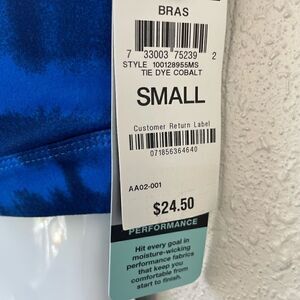 BRAS
7 33003 75239 2
STYLE 100128955MS
TIE DYE COBALT
SMALL
Customer Return Label
071856364640
AA02-001
$24.50
PERFORMANCE
Hit every goal in
moisture-wicking
performance fabrics
that keep you
comfortable from
start to finish.